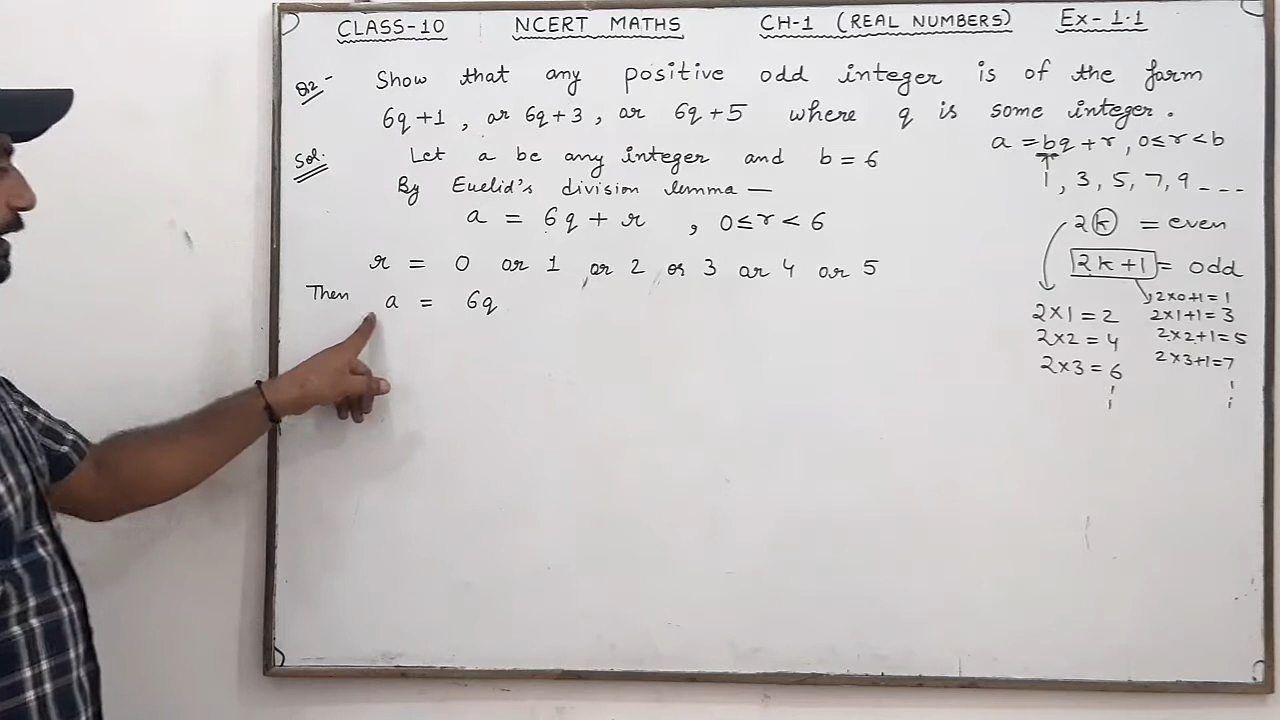 CLASS-10 NCERT MATHS CH-1 (REAL NUMBERS) Ex-1.1
Q2- Show that any positive odd integer is of the form
6q+1, or 6q+3, or 6q+5 where q is some integer.
Sol. Let a be any integer and b = 6
By Euclid's division lemma —
a = 6q + r , 0≤r<6
r = 0 or 1 or 2 or 3 or 4 or 5
Then a = 6q
a = bq + r, 0≤r<b
1, 3, 5, 7, 9 ---
2k = even
2k+1 = odd
2×1=2
2×2=4
2×3=6
2×0+1=1
2×1+1=3
2×2+1=5
2×3+1=7